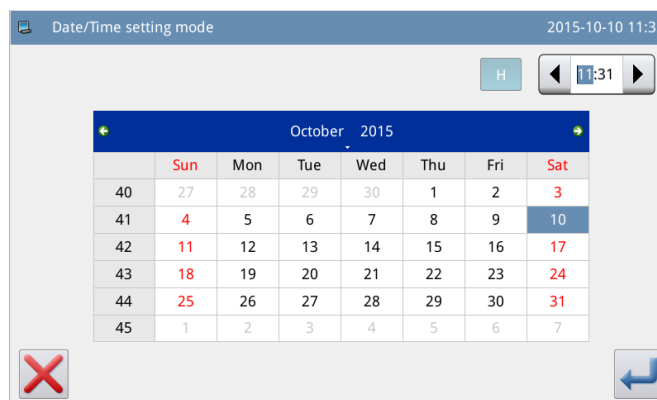 Date/Time setting mode 2015-10-10 11:3
H 11:31
October 2015
Sun Mon Tue Wed Thu Fri Sat
40 27 28 29 30 1 2 3
41 4 5 6 7 8 9 10
42 11 12 13 14 15 16 17
43 18 19 20 21 22 23 24
44 25 26 27 28 29 30 31
45 1 2 3 4 5 6 7